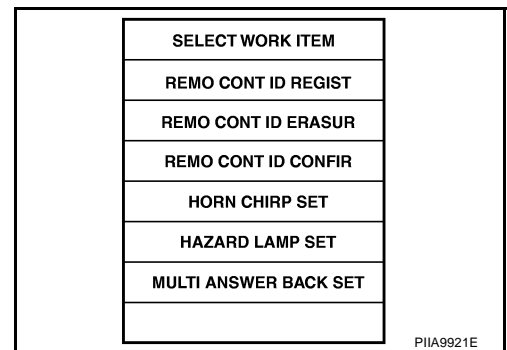 SELECT WORK ITEM
REMO CONT ID REGIST
REMO CONT ID ERASUR
REMO CONT ID CONFIR
HORN CHIRP SET
HAZARD LAMP SET
MULTI ANSWER BACK SET
PIIA9921E